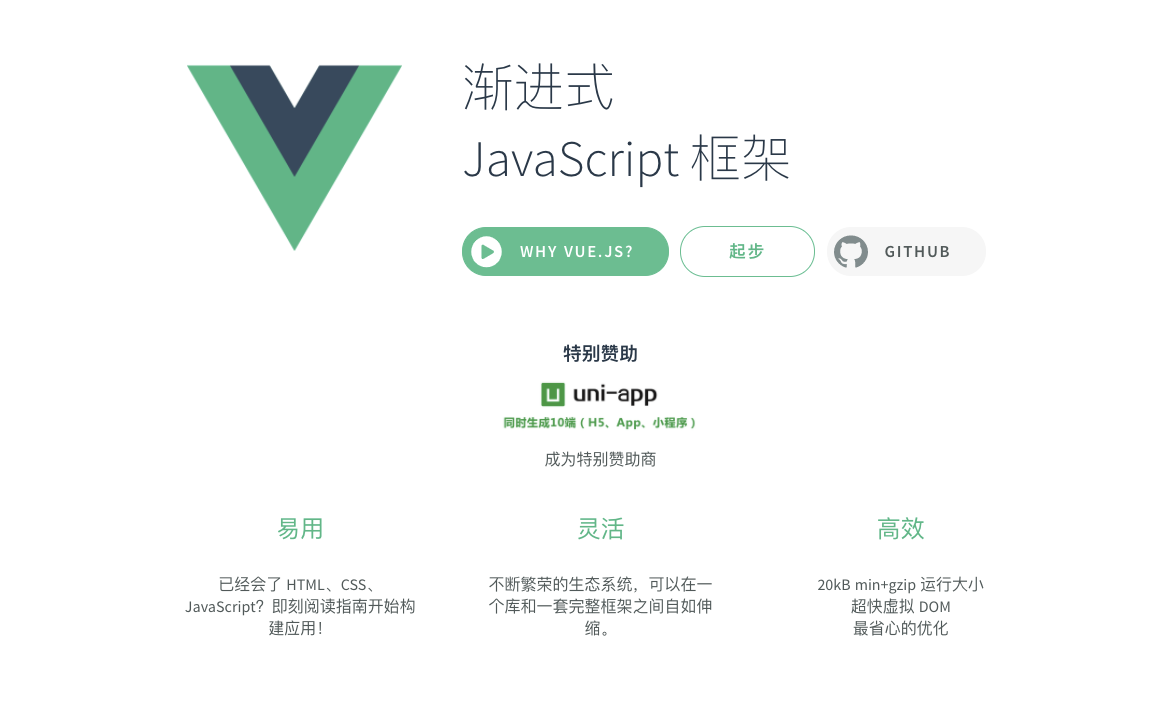 渐进式
JavaScript 框架
WHY VUE.JS?
起步
GITHUB
特别赞助
uni-app
同时生成10端（H5、App、小程序）
成为特别赞助商
易用
已经会了 HTML、CSS、
JavaScript？即刻阅读指南开始构
建应用！
灵活
不断繁荣的生态系统，可以在一
个库和一套完整框架之间自如伸
缩。
高效
20kB min+gzip 运行大小
超快虚拟 DOM
最省心的优化